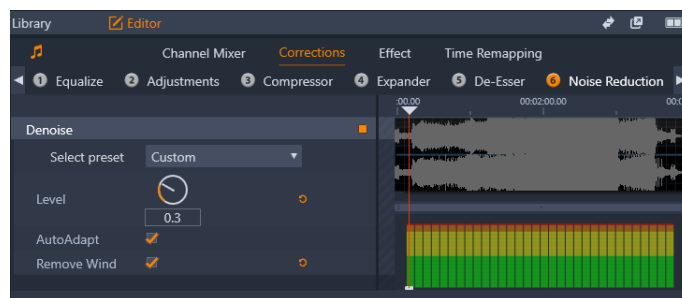 Library Editor
Channel Mixer Corrections Effect Time Remapping
1 Equalize 2 Adjustments 3 Compressor 4 Expander 5 De-Esser 6 Noise Reduction
:00.00 00:02:00.00 00:0
Denoise
Select preset Custom
Level
0.3
AutoAdapt
Remove Wind